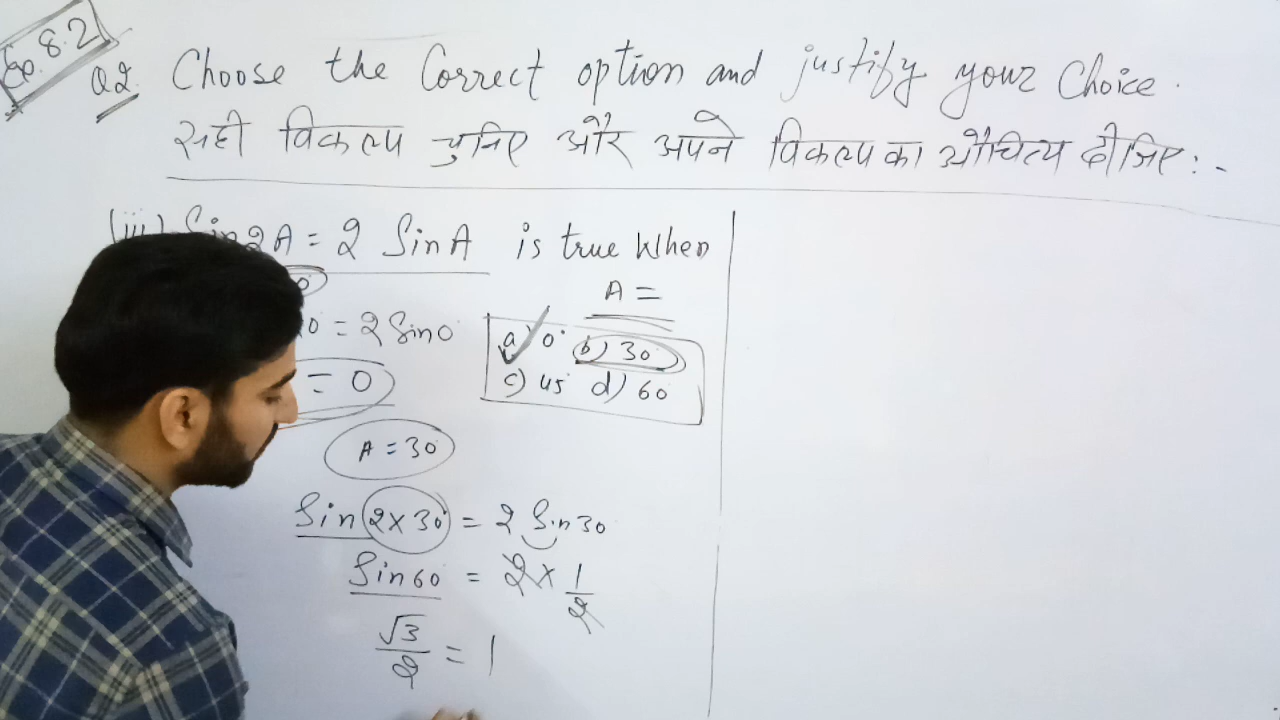 8.2
Q2. Choose the Correct option and justify your Choice.
सही विकल्प चुनिए और अपने विकल्प का औचित्य दीजिए:-
(iii) Sin2A = 2 SinA is true When
A =
= 2 Sin0
a) 0° b) 30°
= 0
c) 45 d) 60
A = 30
Sin(2×30) = 2 Sin30
Sin60 = 2 × 1/2
√3/2 = 1